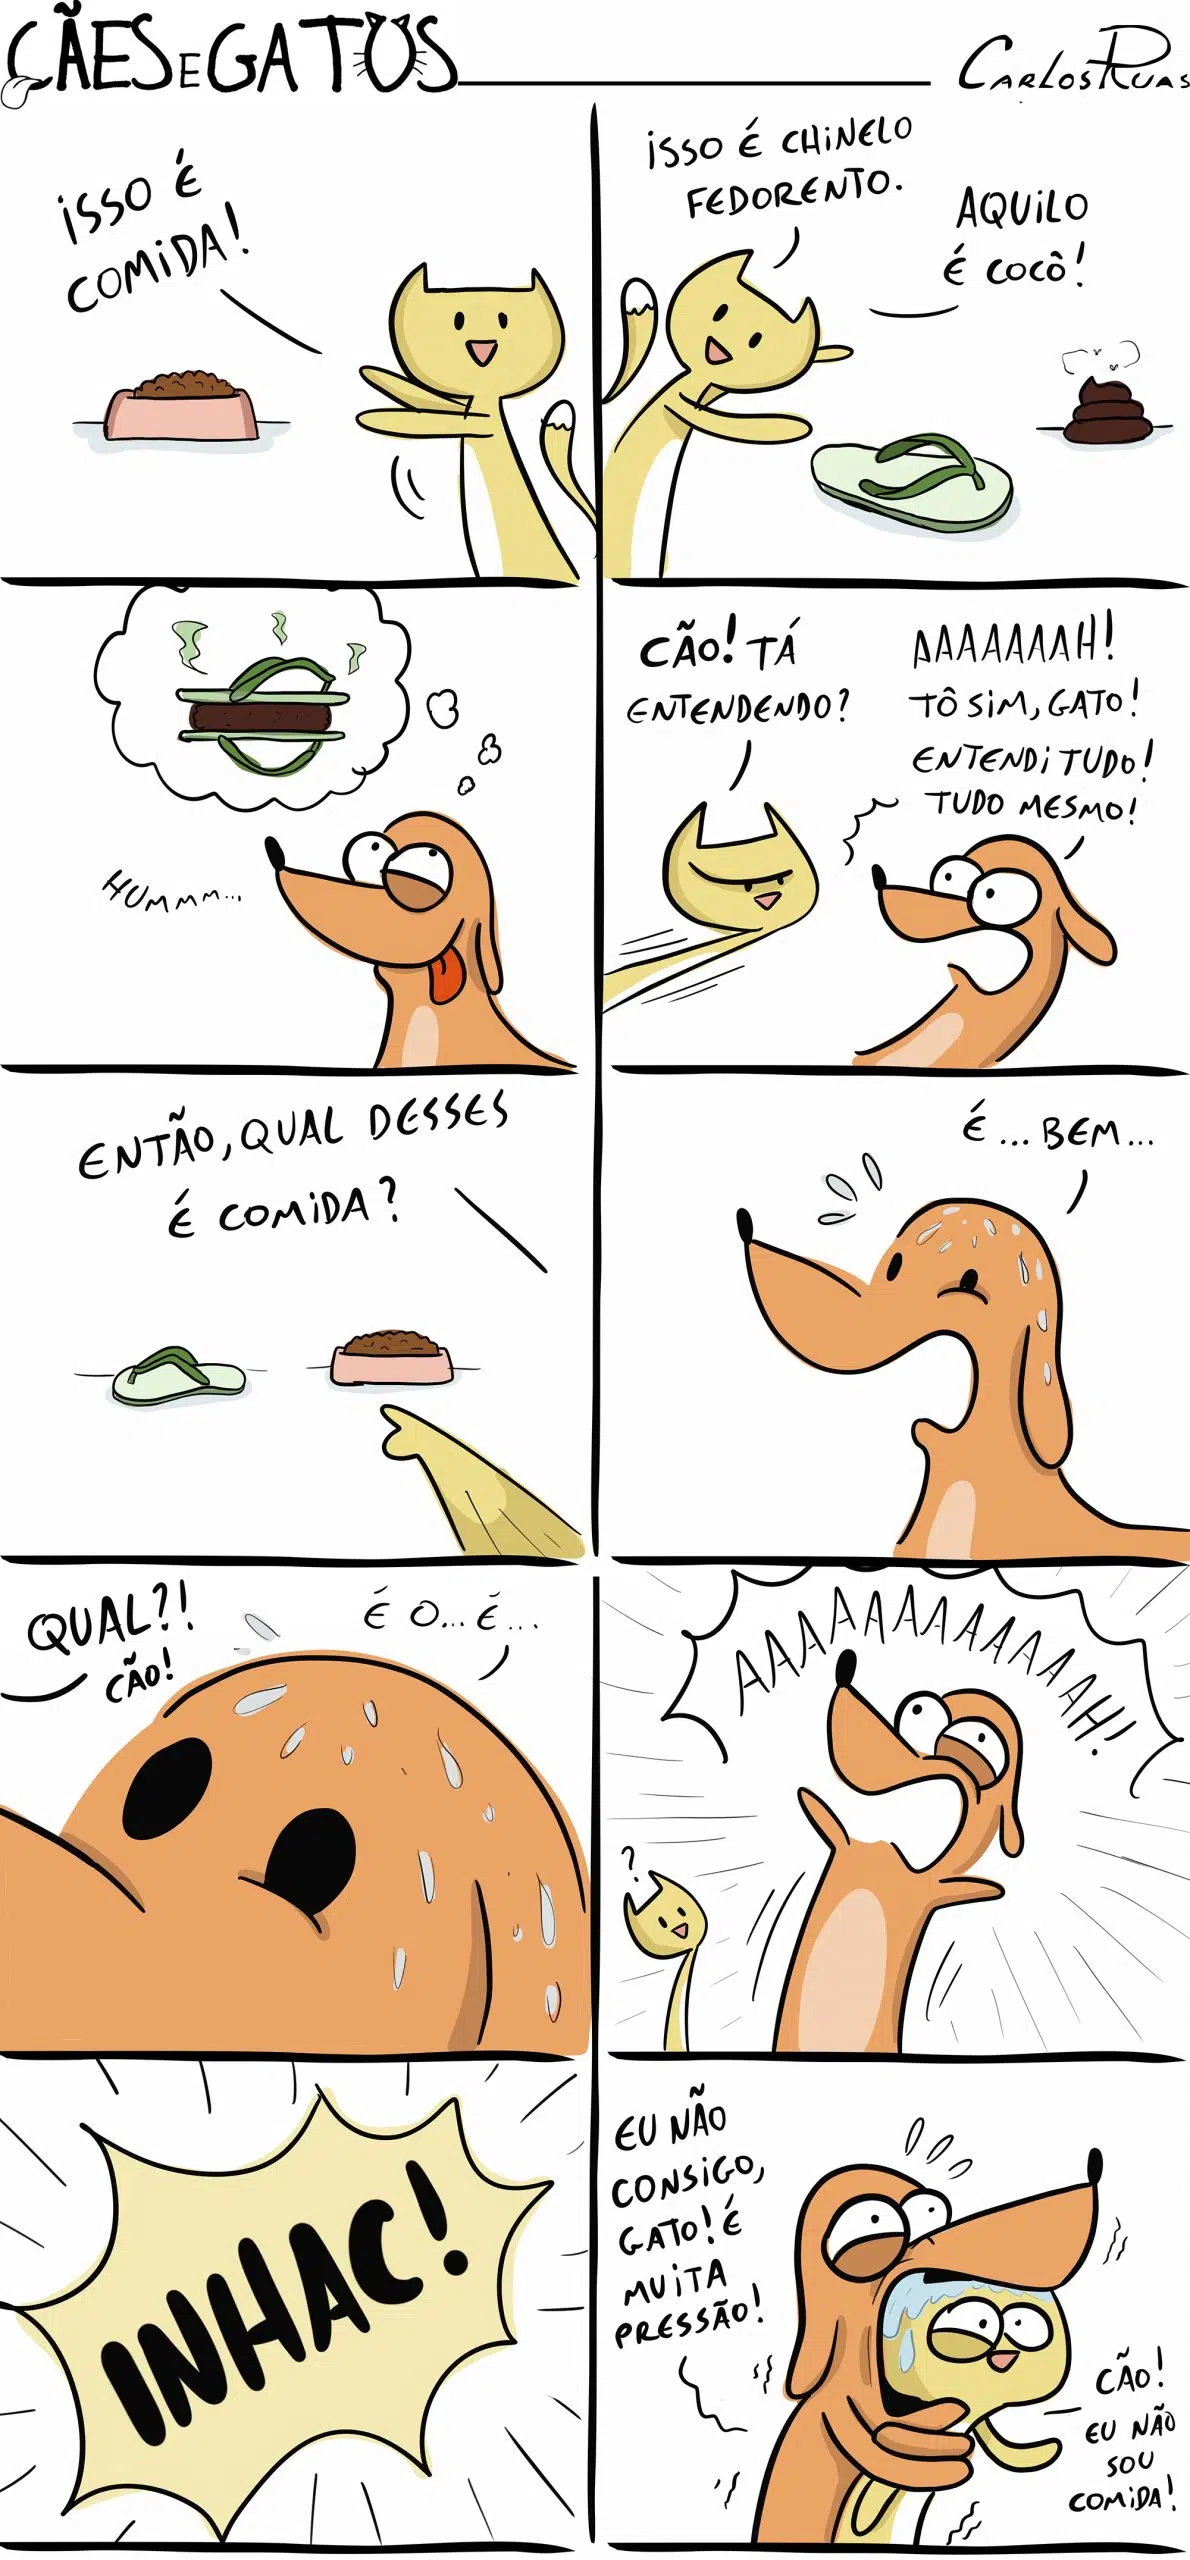 CÃES E GATOS
CARLOS RUAS
ISSO É
COMIDA!
ISSO É CHINELO
FEDORENTO.
AQUILO
É COCÔ!
HUMMM...
CÃO! TÁ
ENTENDENDO?
AAAAAAAH!
TÔ SIM, GATO!
ENTENDI TUDO!
TUDO MESMO!
ENTÃO, QUAL DESSES
É COMIDA?
É ... BEM ...
QUAL?!
CÃO!
É O... É...
AAAAAAAAAAAAAH!
?
INHAC!
EU NÃO
CONSIGO,
GATO! É
MUITA
PRESSÃO!
CÃO!
EU NÃO
SOU
COMIDA!